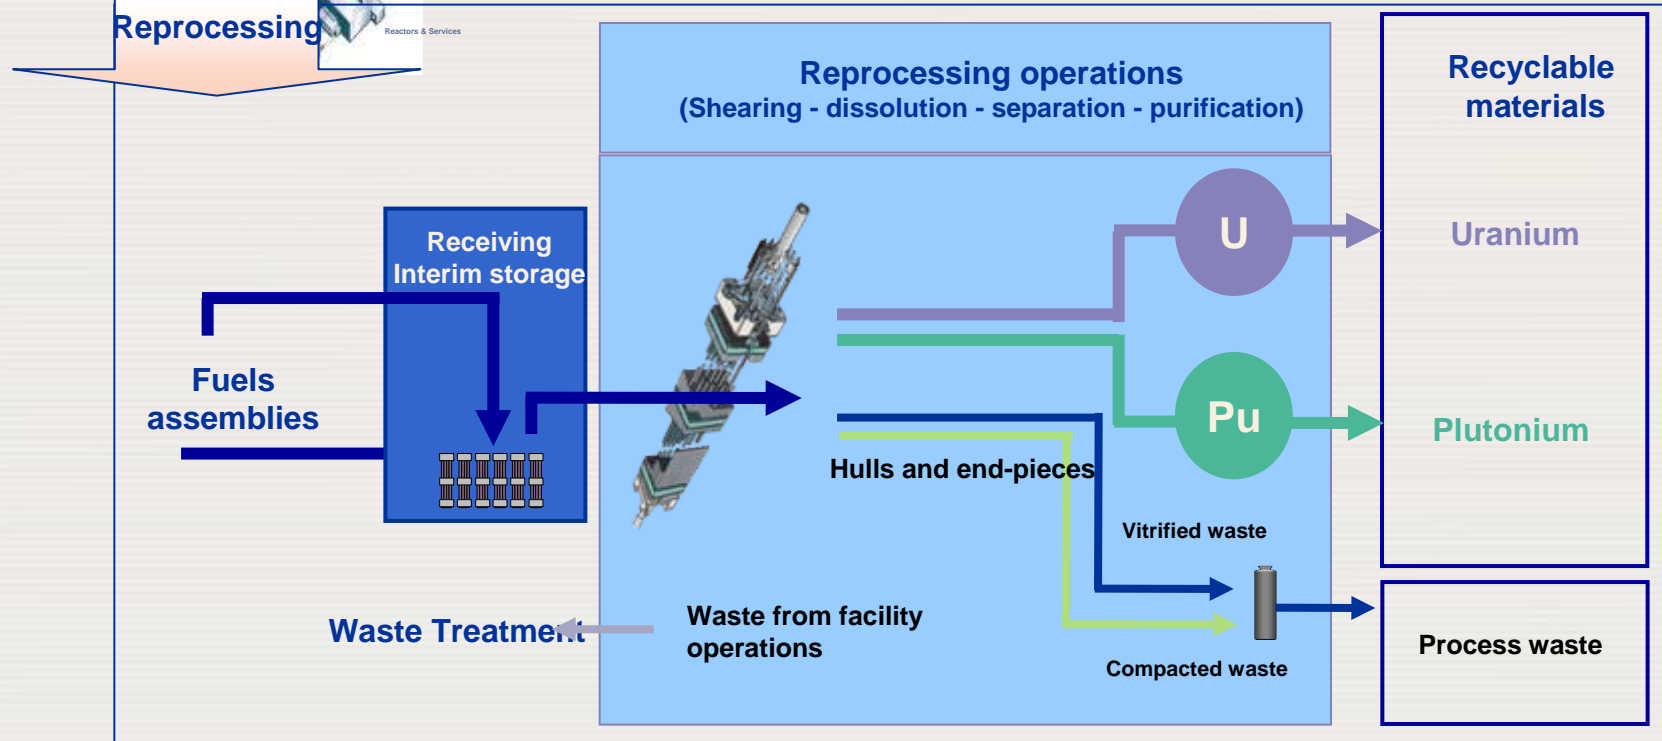 Reprocessing
Reactors & Services
Reprocessing operations
(Shearing - dissolution - separation - purification)
Recyclable
materials
Receiving
Interim storage
U
Uranium
Fuels
assemblies
Pu
Plutonium
Hulls and end-pieces
Vitrified waste
Waste Treatment
Waste from facility
operations
Compacted waste
Process waste